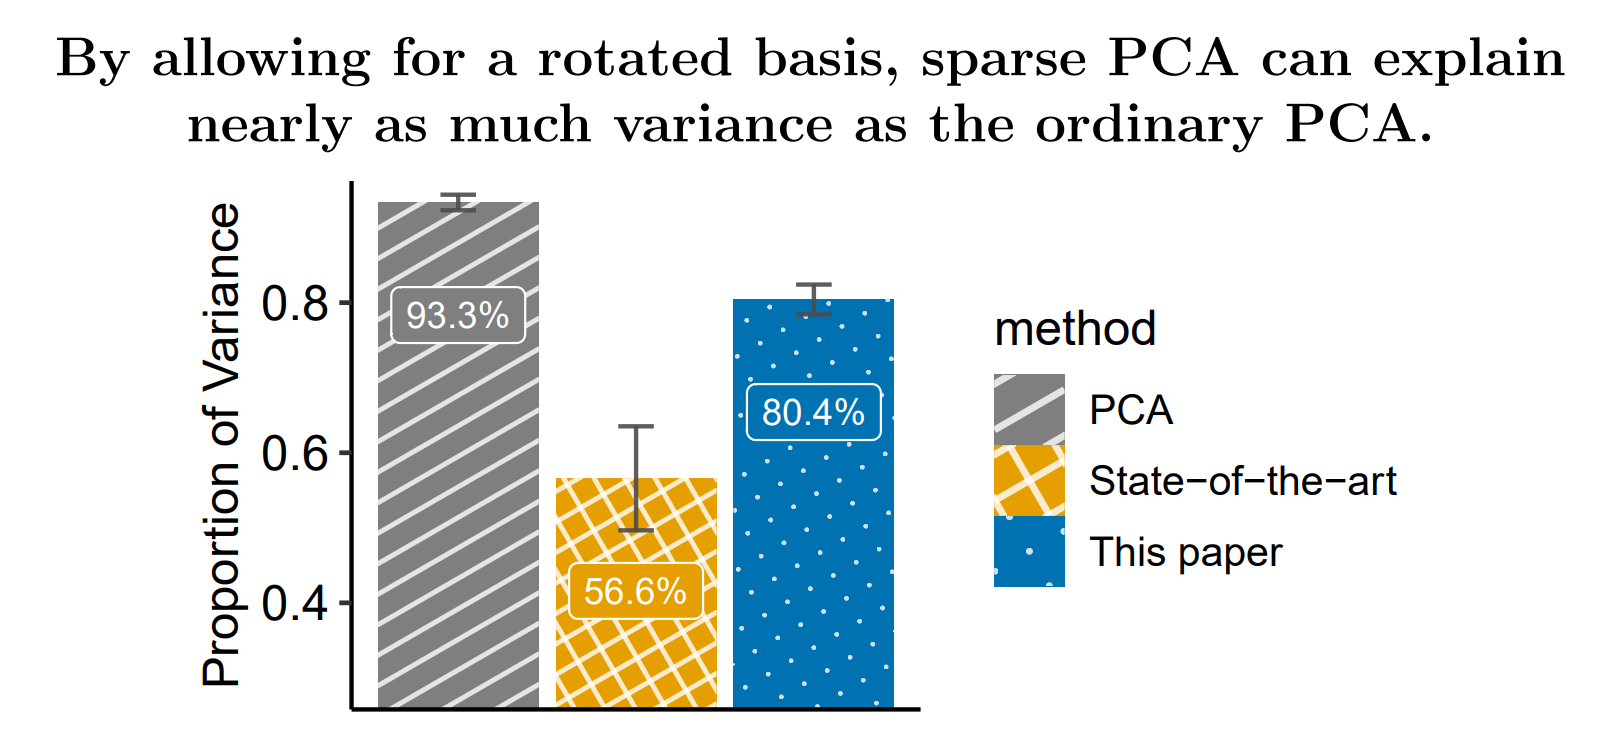 By allowing for a rotated basis, sparse PCA can explain
nearly as much variance as the ordinary PCA.
Proportion of Variance
0.8
0.6
0.4
93.3%
56.6%
80.4%
method
PCA
State−of−the−art
This paper